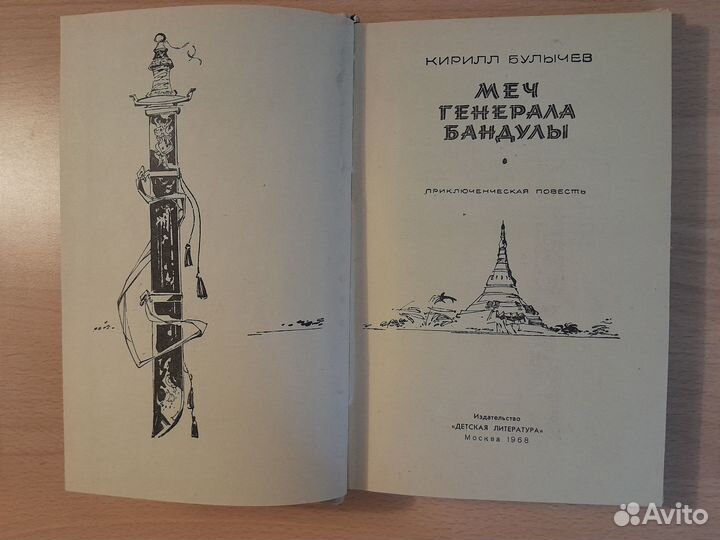 КИРИЛЛ БУЛЫЧЕВ
МЕЧ
ГЕНЕРАЛА
БАНДУЛЫ
ПРИКЛЮЧЕНЧЕСКАЯ ПОВЕСТЬ
Издательство
«ДЕТСКАЯ ЛИТЕРАТУРА»
Москва 1968
Avito